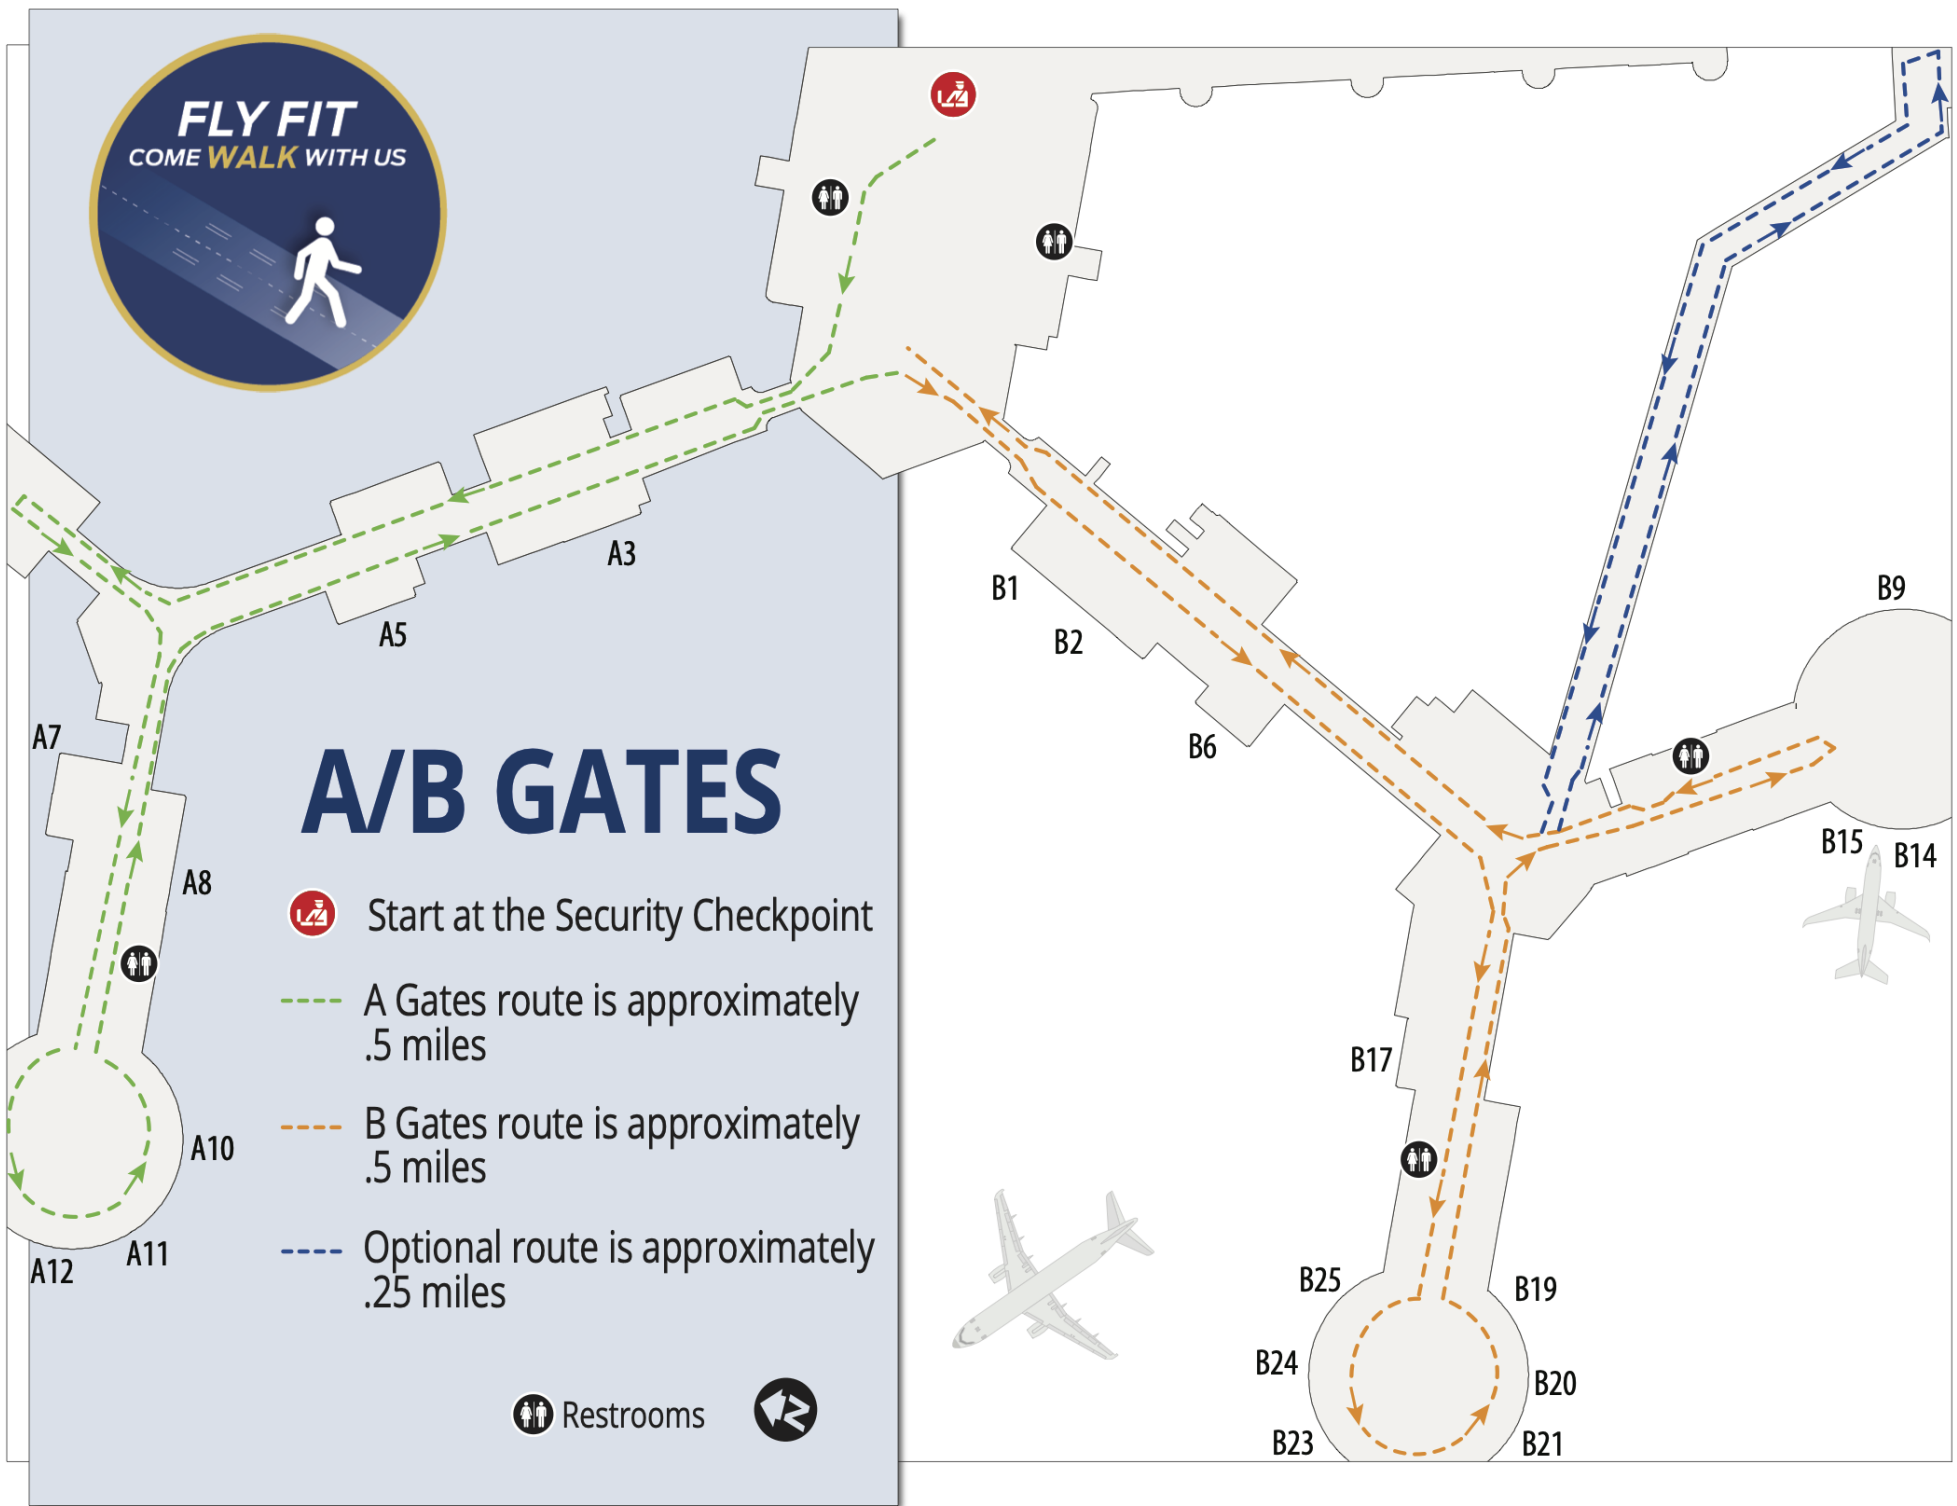 FLY FIT
COME WALK WITH US
A3
A5
A7
A8
A10
A11
A12
A/B GATES
Start at the Security Checkpoint
A Gates route is approximately
.5 miles
B Gates route is approximately
.5 miles
Optional route is approximately
.25 miles
Restrooms
N
B1
B2
B6
B9
B15
B14
B17
B25
B19
B24
B20
B23
B21